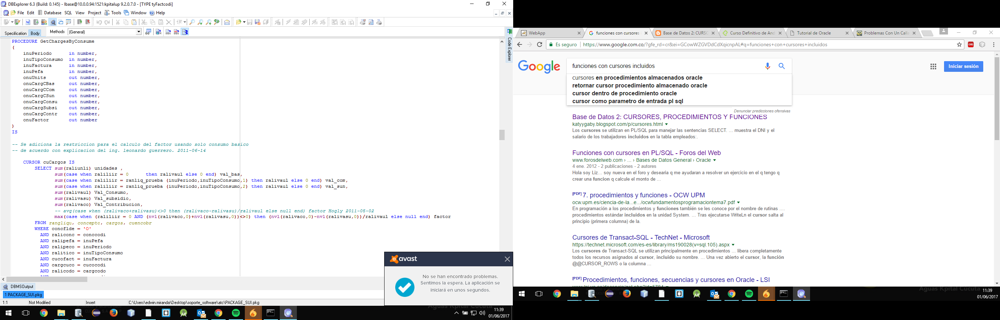 DBExplorer 6.3 (Build: 0.145) - lbase@10.0.0.94:1521:kpitalup 9.2.0.7.0 - [TYPE tyFactcodi]
File Edit Database SQL View Project Tools Window Help
Specification Body Methods (General)
Code Explorer
PROCEDURE GetChargesByConsume
(
inuPeriodo in number,
inuTipoConsumo in number,
inuFactura in number,
inuPefa in number,
onuUnits out number,
onuCargCBas out number,
onuCargCCom out number,
onuCargCSun out number,
onuCargConsu out number,
onuCargSubsi out number,
onuCargContr out number,
onuFactor out number
)
IS
-- Se adiciona la restriccion para el calculo del factor usando solo consumo basico
-- de acuerdo con explicacion del ing. leonardo guerrero. 2011-06-14
CURSOR cuCargos IS
SELECT sum(raliunli) unidades ,
sum(case when raliliir = 0 then ralivaul else 0 end) val_bas,
sum(case when raliliir = ranliq_prueba (inuPeriodo,inuTipoConsumo,1) then ralivaul else 0 end) val_com,
sum(case when raliliir = ranliq_prueba (inuPeriodo,inuTipoConsumo,2) then ralivaul else 0 end) val_sun,
sum(ralivaul) Val_Consumo,
sum(ralivasu) Val_subsidio,
sum(ralivaco) Val_Contribucion,
-- avg(case when (ralivaco+ralivasu)<>0 then (ralivaco-ralivasu)/ralivaul else null end) factor Hogly 2011-05-02
max(case when (raliliir = 0 AND (nvl(ralivaco,0)+nvl(ralivasu,0))<>0) then (nvl(ralivaco,0)-nvl(ralivasu,0))/ralivaul else null end) factor
FROM rangliqu, concepto, cargos, cuencobr
WHERE concflde = 'O'
AND raliconc = conccodi
AND ralipefa = inuPefa
AND ralipeco = inuPeriodo
AND ralitico = inuTipoConsumo
AND cucofact = inuFactura
AND cargcuco = cucocodi
AND ralicodo = cargcodo
DBMSOutput
1 PACKAGE_SUI.pkg
1:1 Not Modified Insert C:\Users\edwin.miranda\Desktop\soporte_software\atc\PACKAGE_SUI.pkg
avast
No se han encontrado problemas.
Sentimos la espera. La aplicación se
iniciará en unos segundos.
Aguas Kpital Cucuta
11:39
01/06/2017
WebApp
funciones con cursores
Base de Datos 2: CURSO
Curso Definitivo de And
Tutorial de Oracle
Problemas Con Un Calla
Es seguro https://www.google.com.co/?gfe_rd=cr&ei=GCowWZGVDdCdXqicnpAL#q=funciones+con+cursores+incluidos
CORS
Google
funciones con cursores incluidos
Iniciar sesión
cursores en procedimientos almacenados oracle
retornar cursor procedimiento almacenado oracle
cursor dentro de procedimiento oracle
cursor como parametro de entrada pl sql
Denunciar predicciones ofensivas
Base de Datos 2: CURSORES, PROCEDIMIENTOS Y FUNCIONES
katyygaby.blogspot.com/p/cursores.html
Los cursores se utilizan en PL/SQL para manejar las sentencias SELECT. ... muestra el DNI y el
salario de los trabajadores incluidos en la tabla empleados:.
Funciones con cursores en PL/SQL - Foros del Web
www.forosdelweb.com › ... › Bases de Datos General › Oracle
4 ene. 2012 - 2 publicaciones - 2 autores
Hola soy Liz... soy nueva en el foro y desearia q me ayudaran a resolver un ejercicio en el q tengo q
crear una funcion q calcule el monto de ...
[PDF] 7. procedimientos y funciones - OCW UPM
ocw.upm.es/ciencia-de-la...e.../ocwfundamentosprogramaciontema7.pdf
En programación a los procedimientos y funciones también se les conoce por el nombre de rutinas ....
procedimientos estándar incluidos en la unidad System. ... Tras ejecutarse WriteLn el cursor salta al
principio (primera columna) de la.
Cursores de Transact-SQL - TechNet - Microsoft
https://technet.microsoft.com/es-es/library/ms190028(v=sql.105).aspx
Los cursores de Transact-SQL se utilizan principalmente en procedimientos ... libera completamente
todos los recursos asignados al cursor, incluido su nombre. ... Una vez abierto el cursor, la función
@@CURSOR_ROWS o la columna ...
[PDF] Procedimientos, funciones, secuencias y cursores en Oracle - LSI
Aguas Kpital Cucuta
11:39
01/06/2017